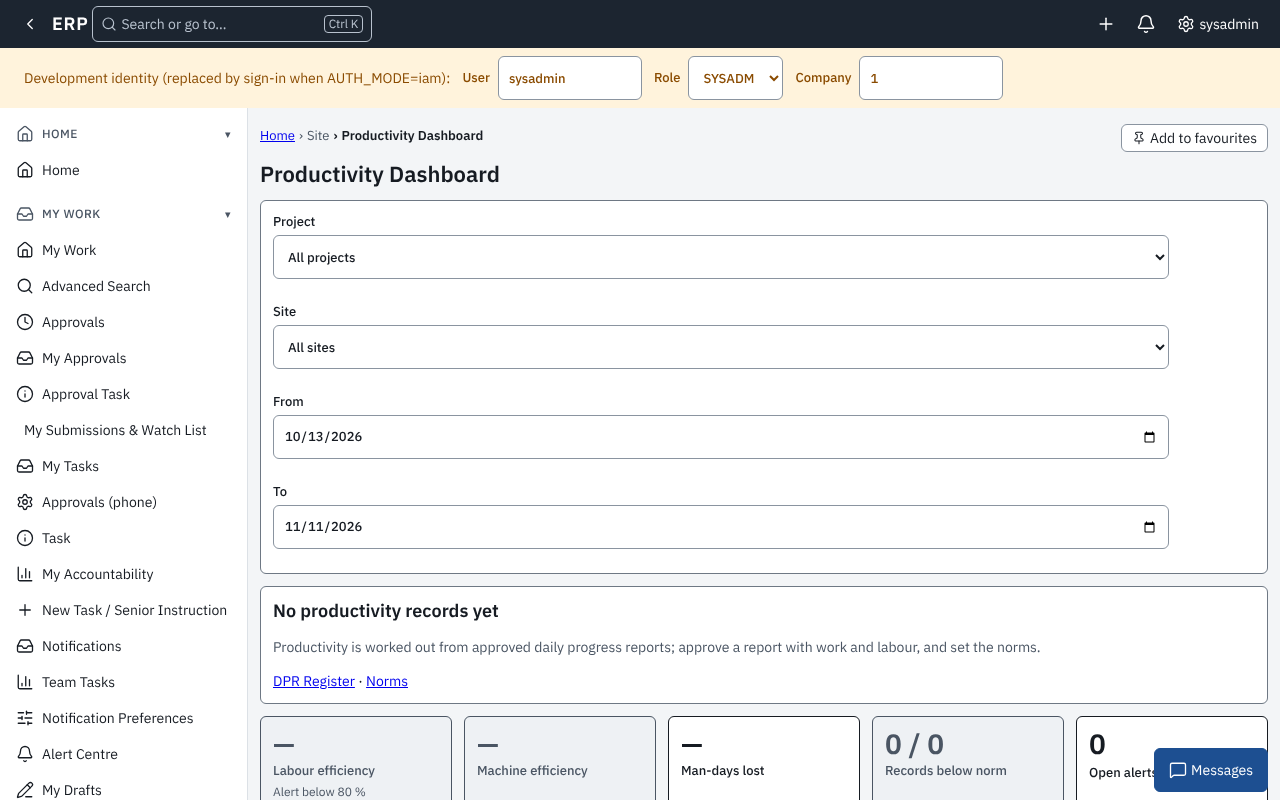 ERP
Search or go to...
Ctrl K
sysadmin
Development identity (replaced by sign-in when AUTH_MODE=iam):
User
sysadmin
Role
SYSADM
Company
1
HOME
Home
MY WORK
My Work
Advanced Search
Approvals
My Approvals
Approval Task
My Submissions & Watch List
My Tasks
Approvals (phone)
Task
My Accountability
New Task / Senior Instruction
Notifications
Team Tasks
Notification Preferences
Alert Centre
My Drafts
Home › Site › Productivity Dashboard
Add to favourites
Productivity Dashboard
Project
All projects
Site
All sites
From
10/13/2026
To
11/11/2026
No productivity records yet
Productivity is worked out from approved daily progress reports; approve a report with work and labour, and set the norms.
DPR Register · Norms
—
Labour efficiency
Alert below 80 %
—
Machine efficiency
—
Man-days lost
0 / 0
Records below norm
0
Open alerts
Messages